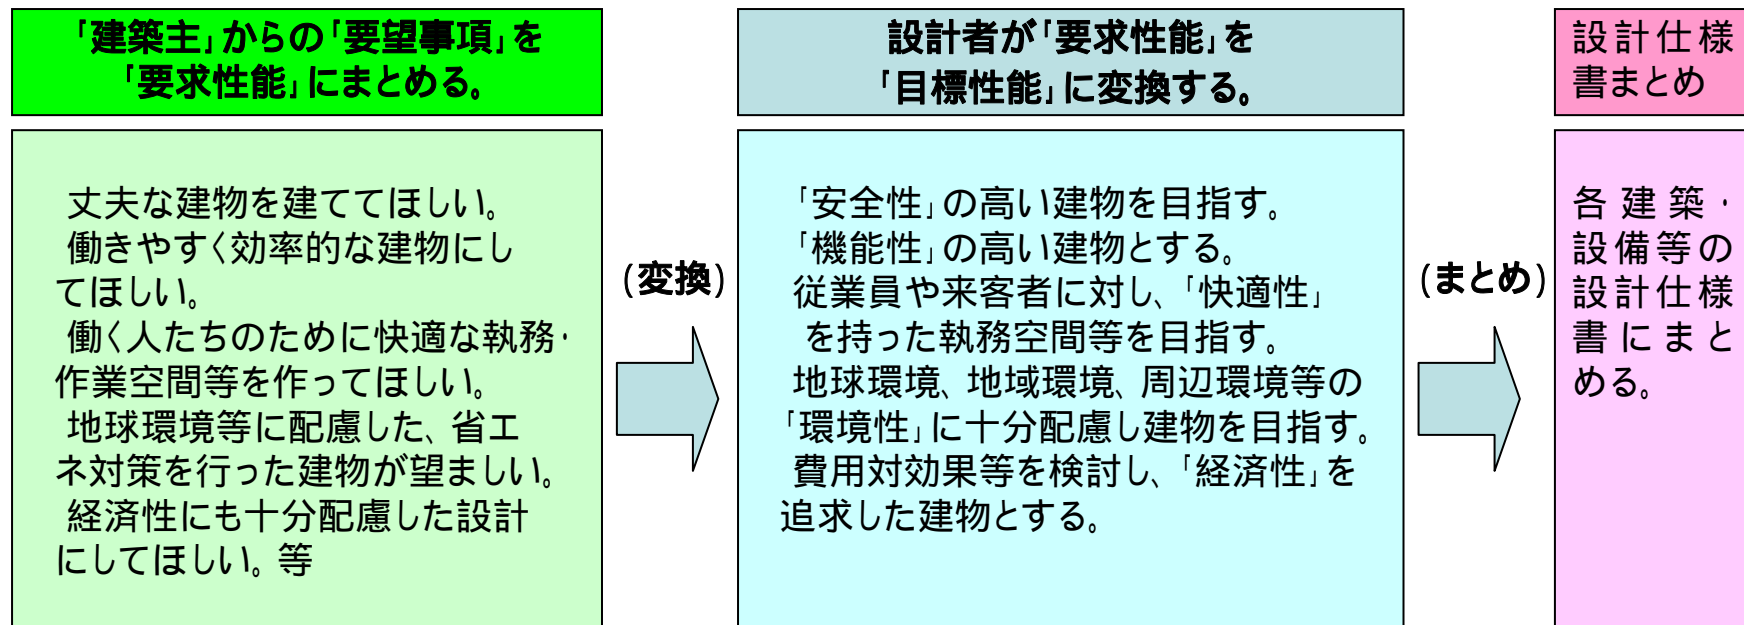 「建築主」からの「要望事項」を
「要求性能」にまとめる。
丈夫な建物を建ててほしい。
働きやすく効率的な建物にし
てほしい。
働く人たちのために快適な執務・
作業空間等を作ってほしい。
地球環境等に配慮した、省エ
ネ対策を行った建物が望ましい。
経済性にも十分配慮した設計
にしてほしい。等
(変換)
設計者が「要求性能」を
「目標性能」に変換する。
「安全性」の高い建物を目指す。
「機能性」の高い建物とする。
従業員や来客者に対し、「快適性」
を持った執務空間等を目指す。
地球環境、地域環境、周辺環境等の
「環境性」に十分配慮し建物を目指す。
費用対効果等を検討し、「経済性」を
追求した建物とする。
(まとめ)
設計仕様
書まとめ
各建築・
設備等の
設計仕様
書にまと
める。